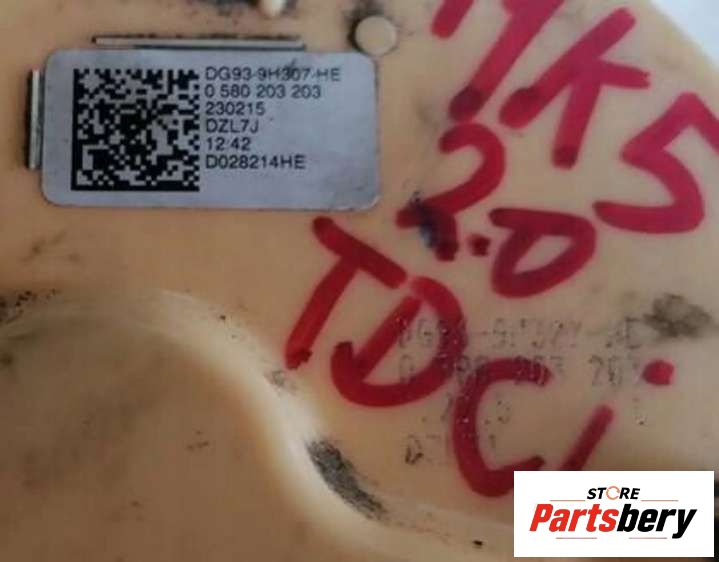 DG93-9H307-HE
0 580 203 203
230215
DZL7J
12:42
D028214HE
MK5
2.0
TDCi
STORE
Partsbery